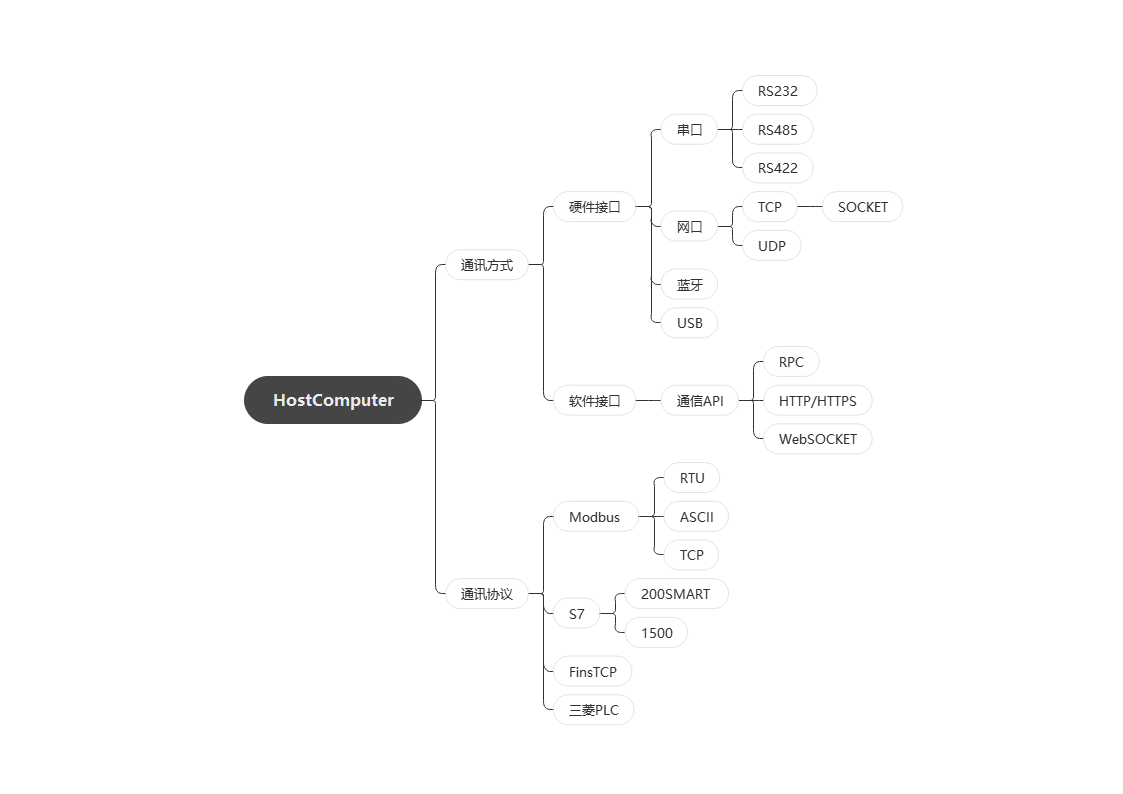 HostComputer
通讯方式
硬件接口
串口
RS232
RS485
RS422
网口
TCP
SOCKET
UDP
蓝牙
USB
软件接口
通信API
RPC
HTTP/HTTPS
WebSOCKET
通讯协议
Modbus
RTU
ASCII
TCP
S7
200SMART
1500
FinsTCP
三菱PLC